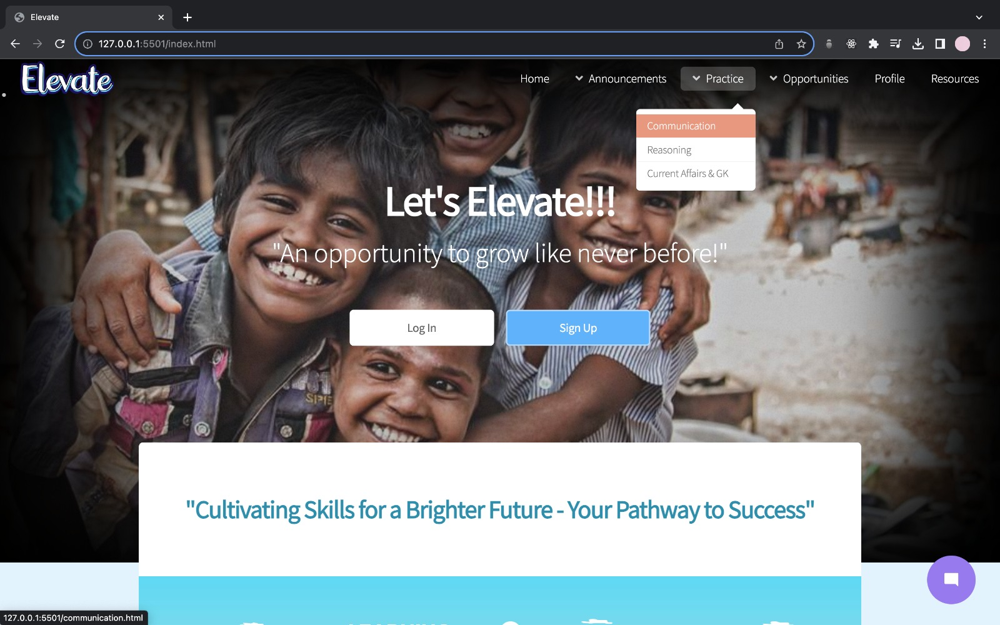 Elevate
127.0.0.1:5501/index.html
Elevate
Home
Announcements
Practice
Opportunities
Profile
Resources
Communication
Reasoning
Current Affairs & GK
Let's Elevate!!!
"An opportunity to grow like never before!"
Log In
Sign Up
"Cultivating Skills for a Brighter Future - Your Pathway to Success"
127.0.0.1:5501/communication.html